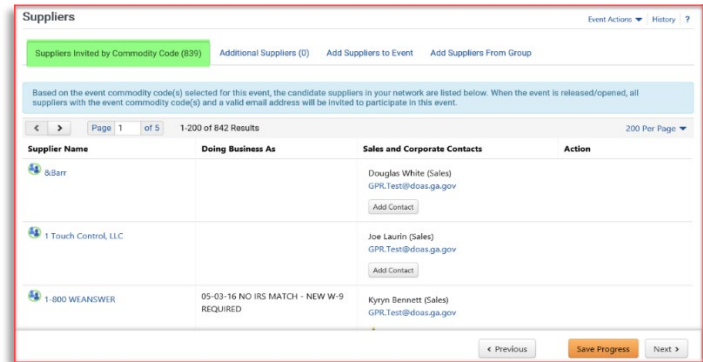 Suppliers
Event Actions History ?
Suppliers Invited by Commodity Code (839) Additional Suppliers (0) Add Suppliers to Event Add Suppliers From Group
Based on the event commodity code(s) selected for this event, the candidate suppliers in your network are listed below. When the event is released/opened, all
suppliers with the event commodity code(s) and a valid email address will be invited to participate in this event.
< > Page 1 of 5 1-200 of 842 Results 200 Per Page
Supplier Name Doing Business As Sales and Corporate Contacts Action
&Barr Douglas White (Sales)
GPR.Test@doas.ga.gov
Add Contact
1 Touch Control, LLC Joe Laurin (Sales)
GPR.Test@doas.ga.gov
Add Contact
1-800 WEANSWER 05-03-16 NO IRS MATCH - NEW W-9 Kyryn Bennett (Sales)
REQUIRED GPR.Test@doas.ga.gov
< Previous Save Progress Next >